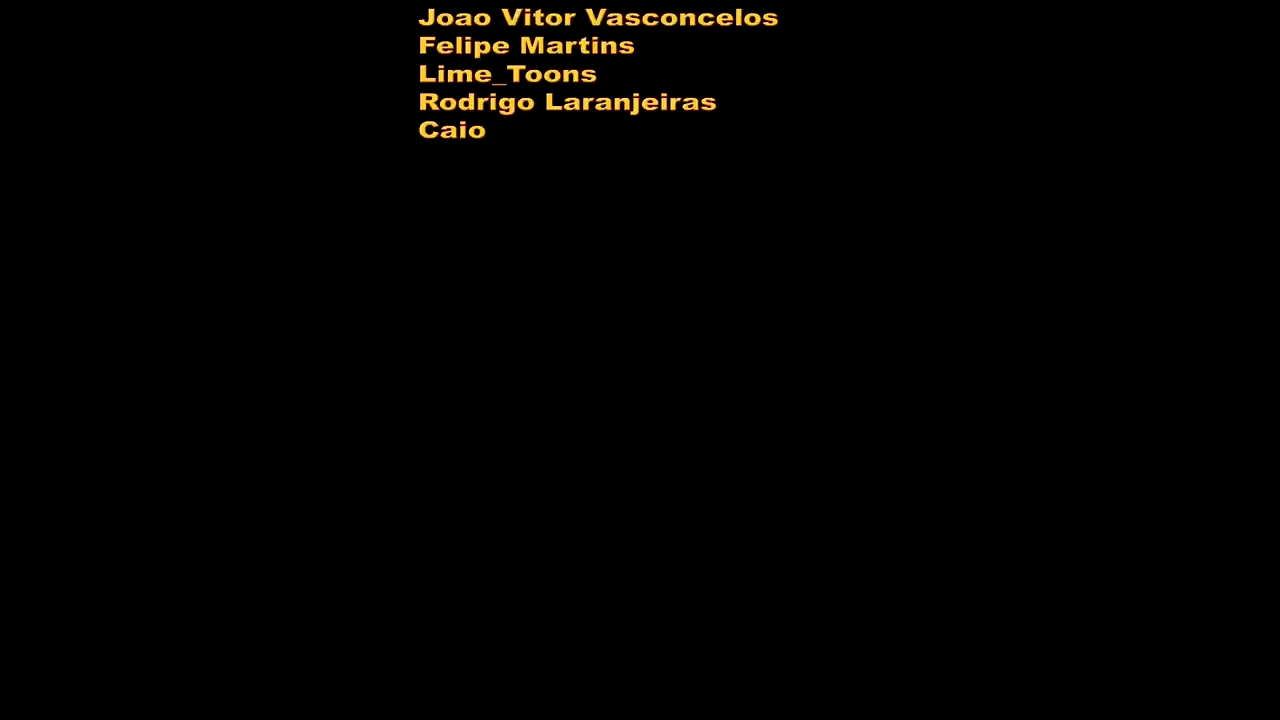 Joao Vitor Vasconcelos
Felipe Martins
Lime_Toons
Rodrigo Laranjeiras
Caio